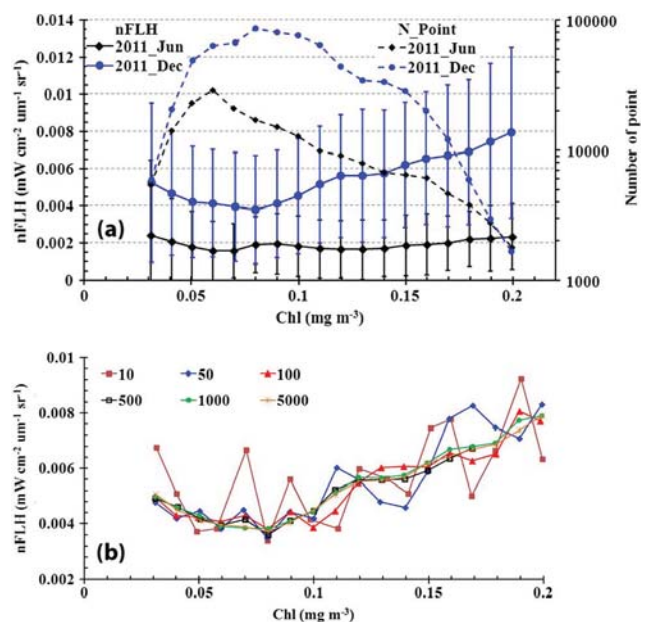 nFLH
2011_Jun
2011_Dec
N_Point
2011_Jun
2011_Dec
nFLH (mW cm-2 um-1 sr1)
0.014
0.012
0.01
0.008
0.006
0.004
0.002
0
(a)
100000
10000
1000
Number of point
0
0.05
0.1
0.15
0.2
Chl (mg m-3)
10
50
100
500
1000
5000
nFLH (mW cm-2 um-1 sr1)
0.01
0.008
0.006
0.004
0.002
(b)
0
0.05
0.1
0.15
0.2
Chl (mg m-3)